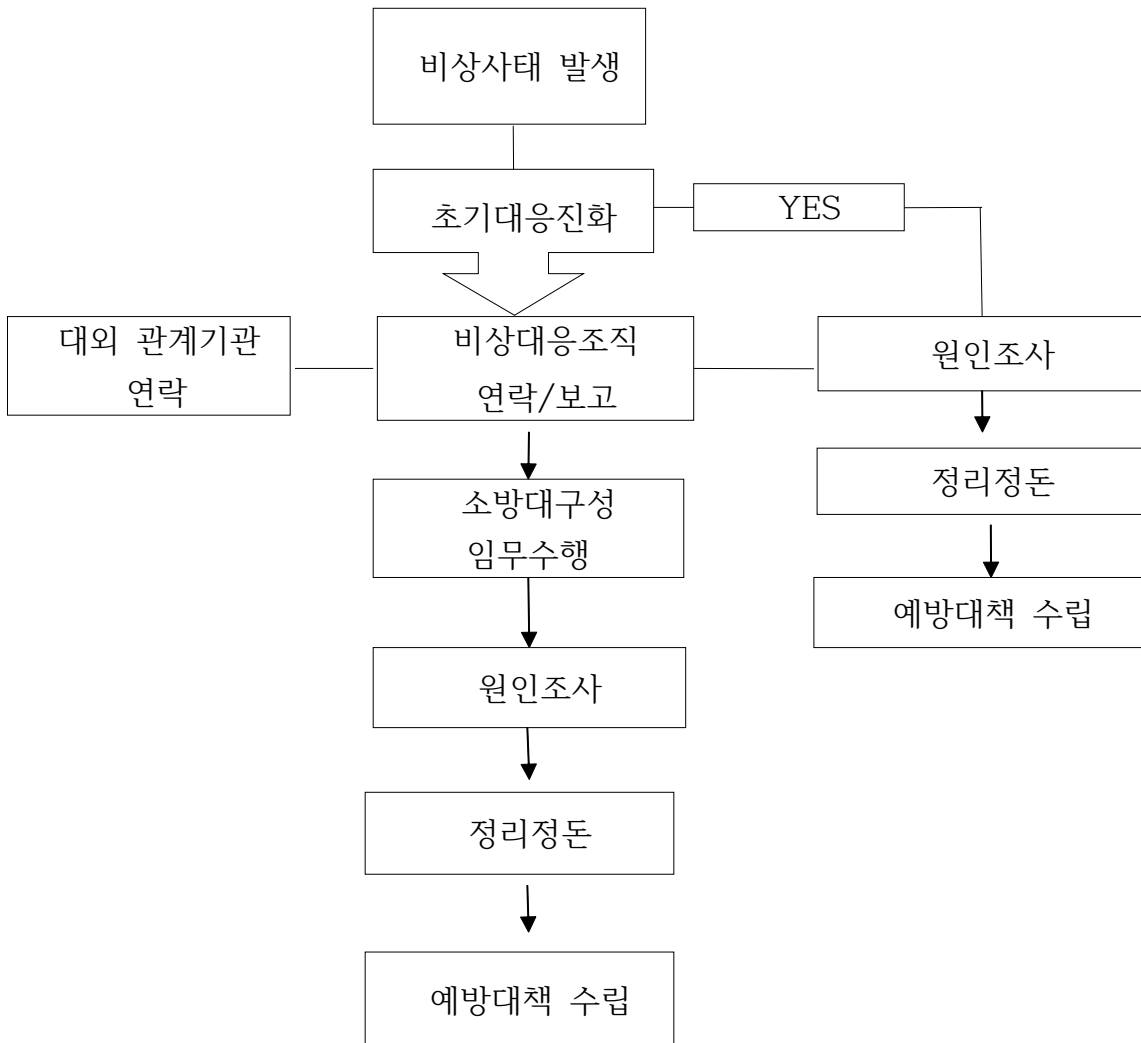 비상사태 발생
초기대응진화
YES
대외 관계기관
연락
비상대응조직
연락/보고
원인조사
정리정돈
예방대책 수립
소방대구성
임무수행
원인조사
정리정돈
예방대책 수립